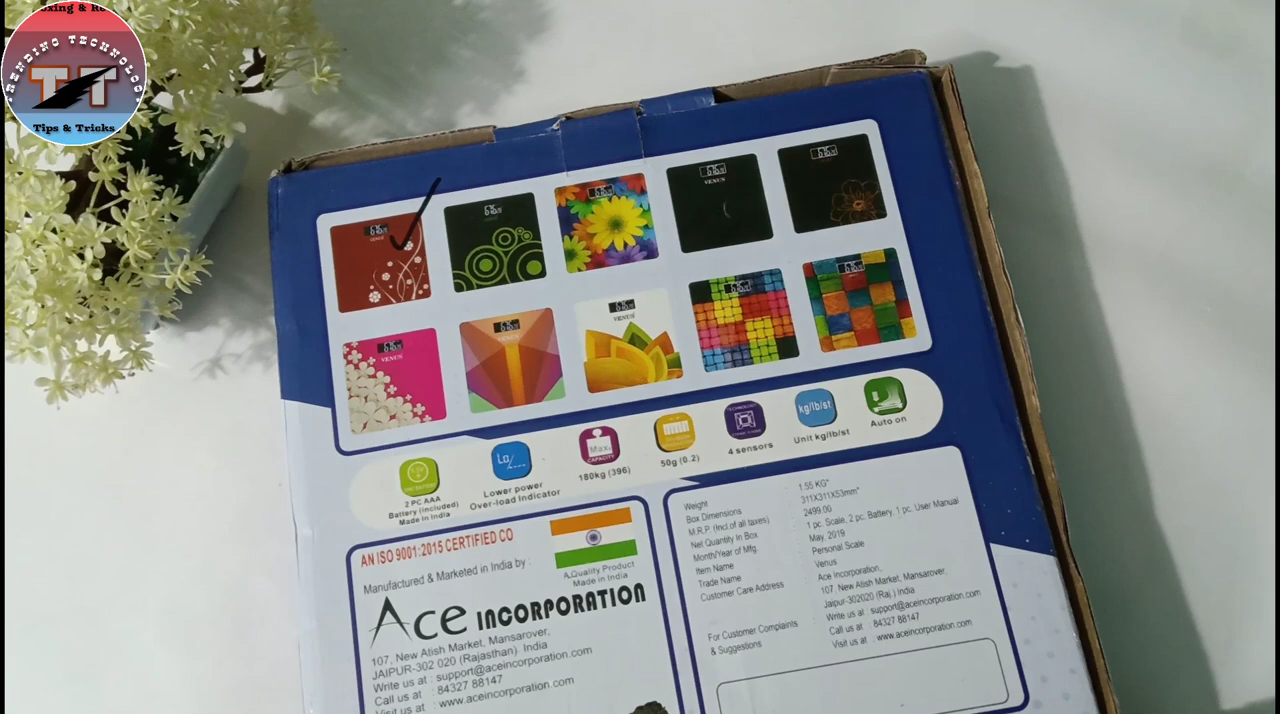 TRENDING TECHNOLOGY
TT
Tips & Tricks
VENUS
VENUS
VENUS
2 PC AAA
Battery (included)
Made in India
Lo
Lower power
Over-load Indicator
Max.
CAPACITY
180kg (396)
50g (0.2)
4 sensors
kg/lb/st
Unit kg/lb/st
Auto on
AN ISO 9001:2015 CERTIFIED CO
A Quality Product
Made in India
Manufactured & Marketed in India by :
Ace INCORPORATION
107, New Atish Market, Mansarover,
JAIPUR-302 020 (Rajasthan) India
Write us at : support@aceincorporation.com
Call us at : 84327 88147
Visit us at : www.aceincorporation.com
Weight : 1.55 KG*
Box Dimensions : 311X311X53mm*
M.R.P. (Incl.of all taxes) : 2499.00
Net Quantity In Box : 1 pc. Scale, 2 pc. Battery, 1 pc. User Manual
Month/Year of Mfg. : May, 2019
Item Name : Personal Scale
Trade Name : Venus
Customer Care Address : Ace Incorporation,
107, New Atish Market, Mansarover,
Jaipur-302020 (Raj.) India
For Customer Complaints : Write us at : support@aceincorporation.com
& Suggestions Call us at : 84327 88147
Visit us at : www.aceincorporation.com